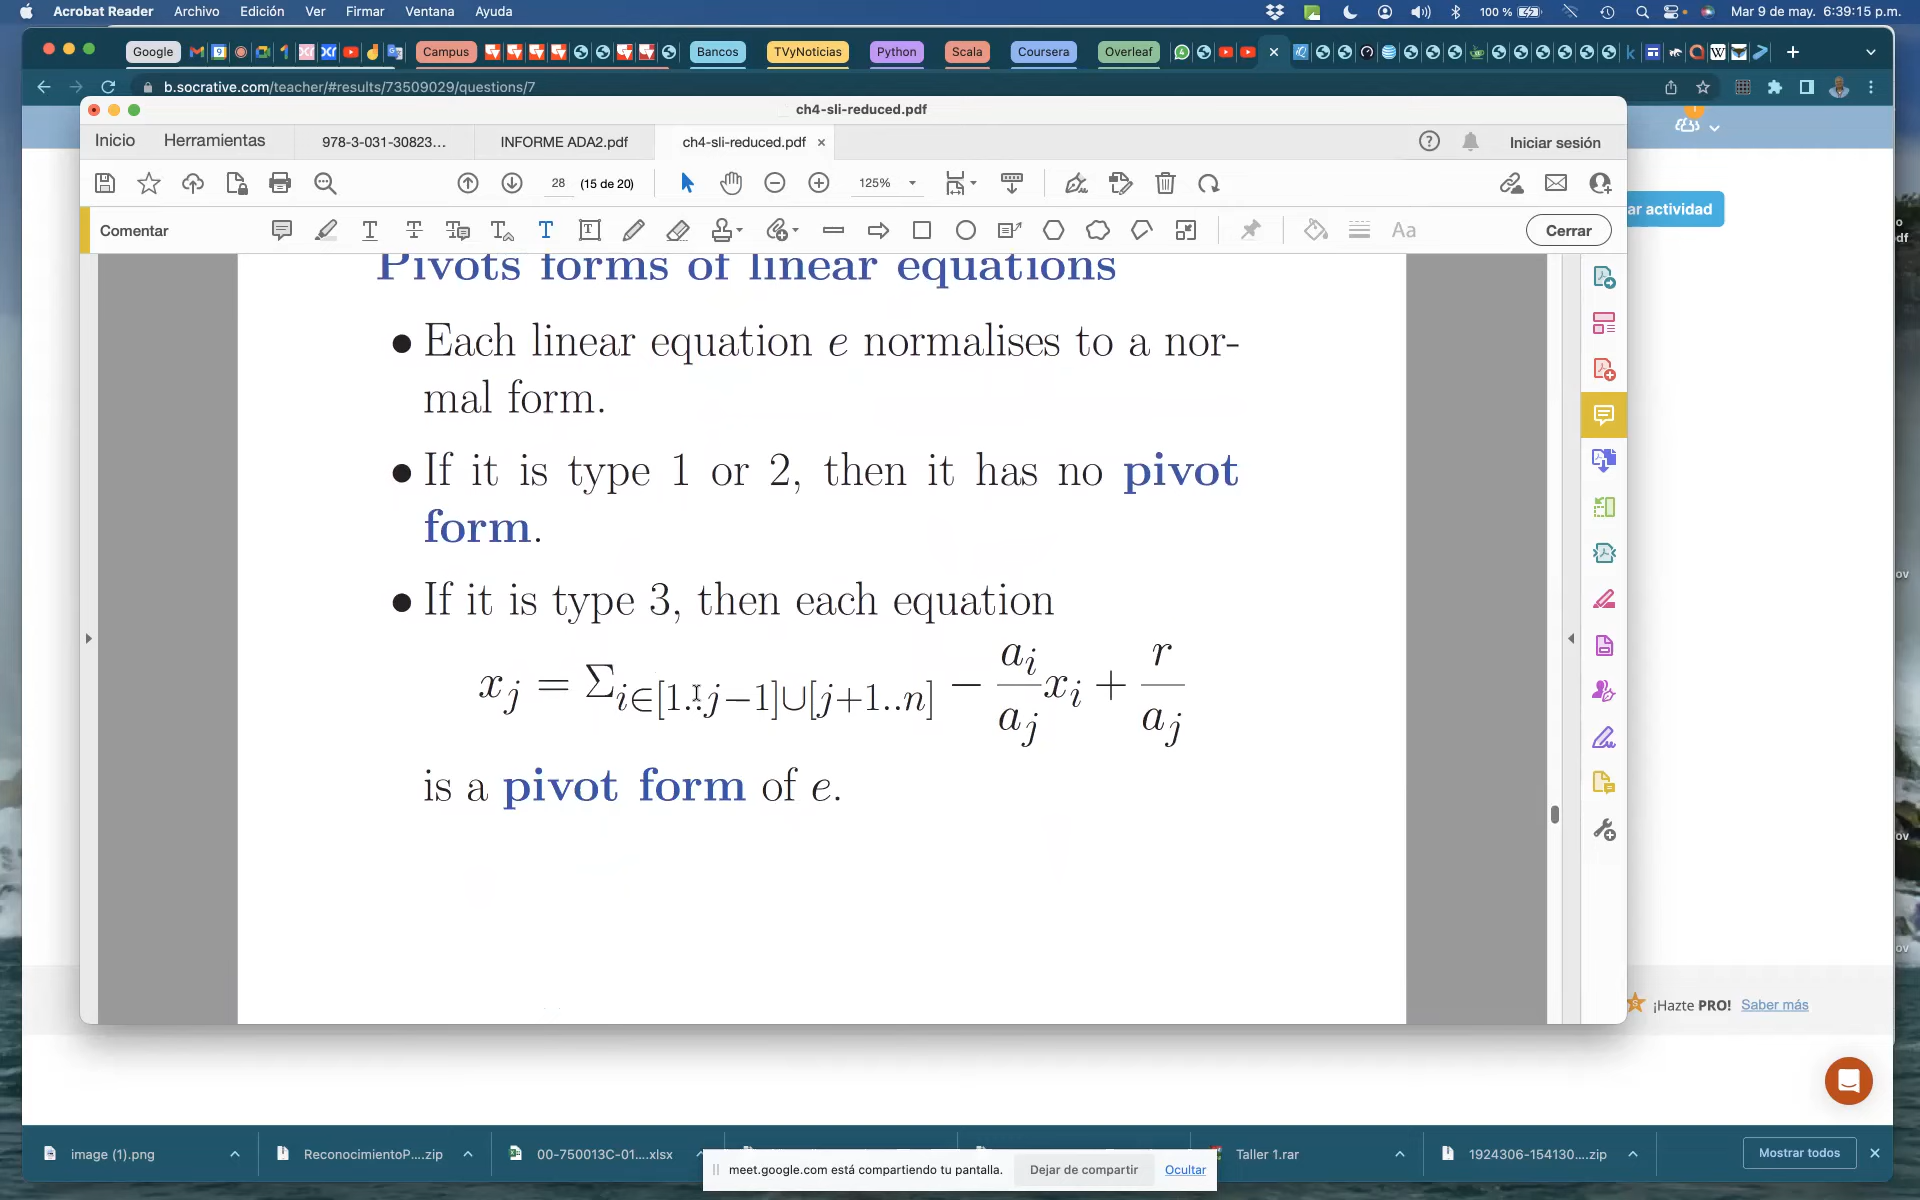 Acrobat Reader Archivo Edición Ver Firmar Ventana Ayuda 100 % Mar 9 de may. 6:39:15 p.m.
Google Campus Bancos TVyNoticias Python Scala Coursera Overleaf
b.socrative.com/teacher/#results/73509029/questions/7
ch4-sli-reduced.pdf
Inicio Herramientas 978-3-031-30823... INFORME ADA2.pdf ch4-sli-reduced.pdf Iniciar sesión
28 (15 de 20) 125%
ar actividad
Comentar Cerrar
Pivots forms of linear equations
• Each linear equation e normalises to a nor-
mal form.
• If it is type 1 or 2, then it has no pivot
form.
• If it is type 3, then each equation
x_j = Σ_{i∈[1..j−1]∪[j+1..n]} − \frac{a_i}{a_j} x_i + \frac{r}{a_j}
is a pivot form of e.
¡Hazte PRO! Saber más
image (1).png ReconocimientoP....zip 00-750013C-01....xlsx Taller 1.rar 1924306-154130....zip Mostrar todos
meet.google.com está compartiendo tu pantalla. Dejar de compartir Ocultar